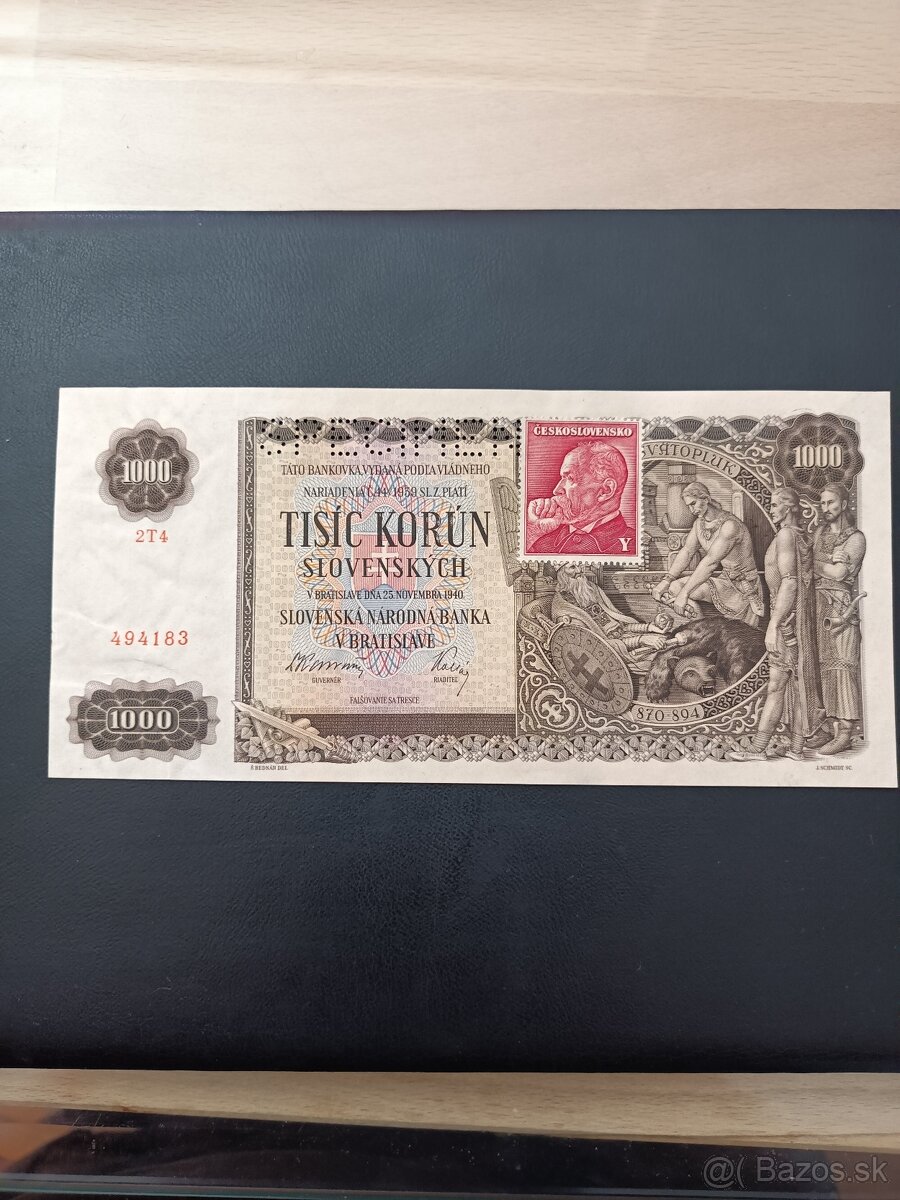 1000
2T4
494183
1000
TÁTO BANKOVKA, VYDANÁ PODĽA VLÁDNEHO
NARIADENIA Č. 44/1939 SL. Z. PLATÍ
TISÍC KORÚN
SLOVENSKÝCH
V BRATISLAVE DŇA 25. NOVEMBRA 1940.
SLOVENSKÁ NÁRODNÁ BANKA
V BRATISLAVE
GUVERNÉR
RIADITEĽ
FALŠOVANIE SA TRESCE
ČESKOSLOVENSKO
Y
SVÄTOPLUK
1000
870-894
Š. BEDNÁR DEL.
J. SCHMIDT SC.
@( Bazos.sk